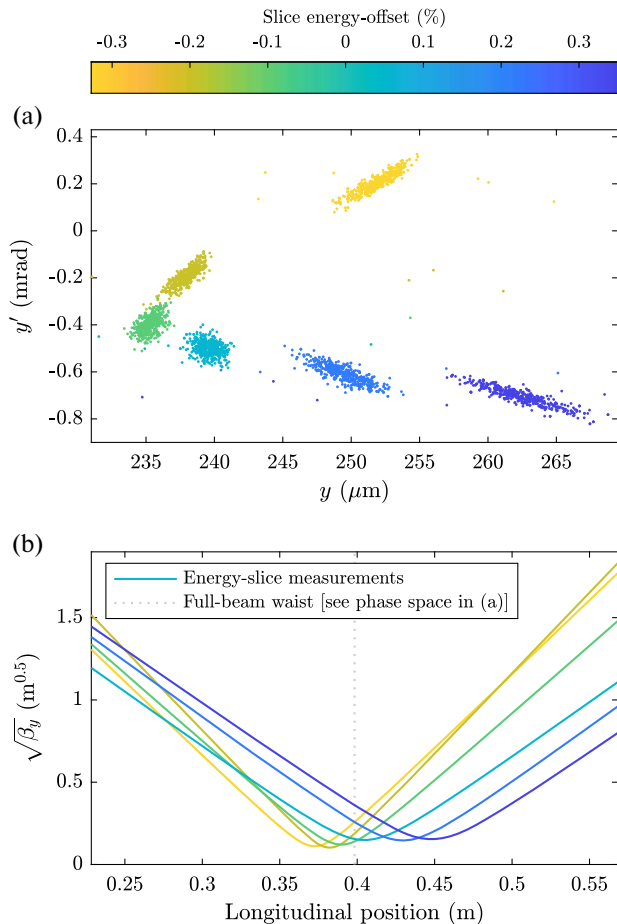 Slice energy-offset (%)
-0.3 -0.2 -0.1 0 0.1 0.2 0.3
(a)
0.4
0.2
0
-0.2
-0.4
-0.6
-0.8
y′ (mrad)
235 240 245 250 255 260 265
y (μm)
(b)
Energy-slice measurements
Full-beam waist [see phase space in (a)]
1.5
1
0.5
0
√βy (m^0.5)
0.25 0.3 0.35 0.4 0.45 0.5 0.55
Longitudinal position (m)